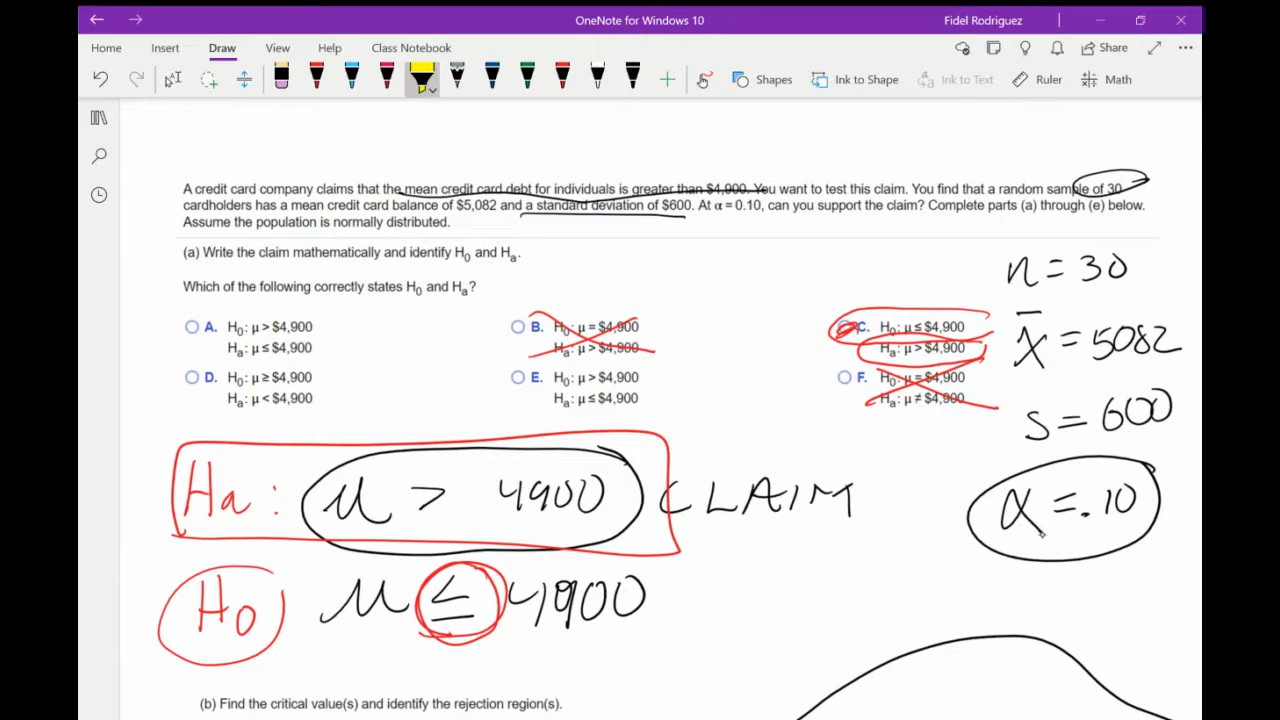 OneNote for Windows 10
Fidel Rodriguez
Home Insert Draw View Help Class Notebook Share
Shapes Ink to Shape Ink to Text Ruler Math
A credit card company claims that the mean credit card debt for individuals is greater than $4,900. You want to test this claim. You find that a random sample of 30
cardholders has a mean credit card balance of $5,082 and a standard deviation of $600. At α = 0.10, can you support the claim? Complete parts (a) through (e) below.
Assume the population is normally distributed.
(a) Write the claim mathematically and identify H0 and Ha.
Which of the following correctly states H0 and Ha?
A. H0: μ > $4,900
Ha: μ ≤ $4,900
B. H0: μ = $4,900
Ha: μ > $4,900
C. H0: μ ≤ $4,900
Ha: μ > $4,900
D. H0: μ ≥ $4,900
Ha: μ < $4,900
E. H0: μ > $4,900
Ha: μ ≤ $4,900
F. H0: μ = $4,900
Ha: μ ≠ $4,900
n = 30
x̄ = 5082
s = 600
α = .10
Ha: μ > 4900 CLAIM
H0 μ ≤ 4900
(b) Find the critical value(s) and identify the rejection region(s).